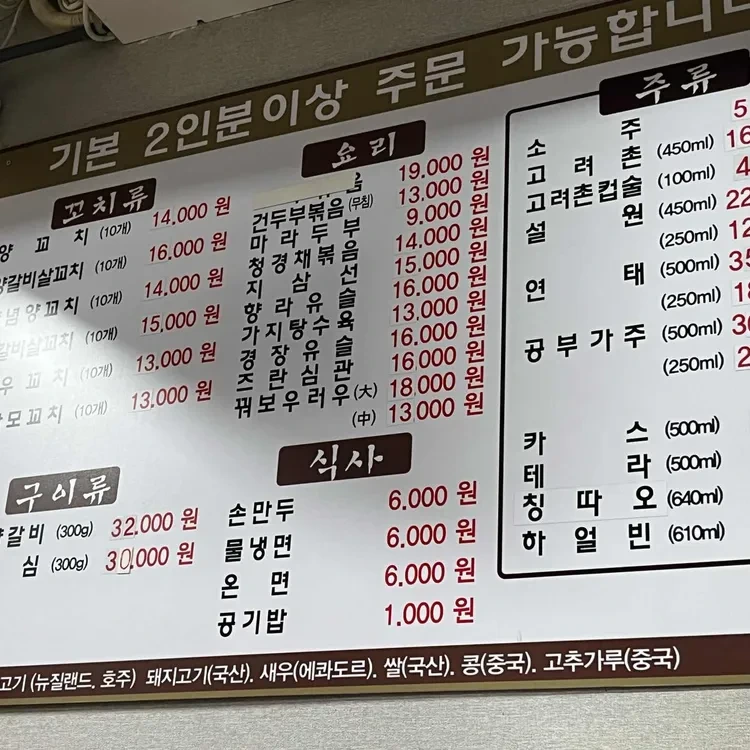 기본 2인분이상 주문 가능합니다
꼬치류
양 꼬 치 (10개) 14.000 원
양갈비살꼬치 (10개) 16.000 원
념양꼬치 (10개) 14.000 원
갈비살꼬치 (10개) 15.000 원
우 꼬 치 (10개) 13.000 원
모꼬치 (10개) 13.000 원
구이류
양갈비 (300g) 32.000 원
심 (300g) 30.000 원
요리
음 19.000 원
건두부볶음(무침) 13.000 원
마라두부 9.000 원
청경채볶음 14.000 원
지삼선 15.000 원
향라유슬 16.000 원
가지탕수육 13.000 원
경장유슬 16.000 원
즈란심관 16.000 원
꿔보우러우(大) 18.000 원
(中) 13.000 원
식사
손만두 6.000 원
물냉면 6.000 원
온 면 6.000 원
공기밥 1.000 원
주류
소 주
고 려 촌 (450ml)
고려촌컵술 (100ml)
설 원 (450ml)
(250ml)
연 태 (500ml)
(250ml)
공부가주 (500ml)
(250ml)
카 스 (500ml)
테 라 (500ml)
칭 따 오 (640ml)
하 얼 빈 (610ml)
고기 (뉴질랜드. 호주) 돼지고기(국산). 새우(에콰도르). 쌀(국산). 콩(중국). 고추가루(중국)